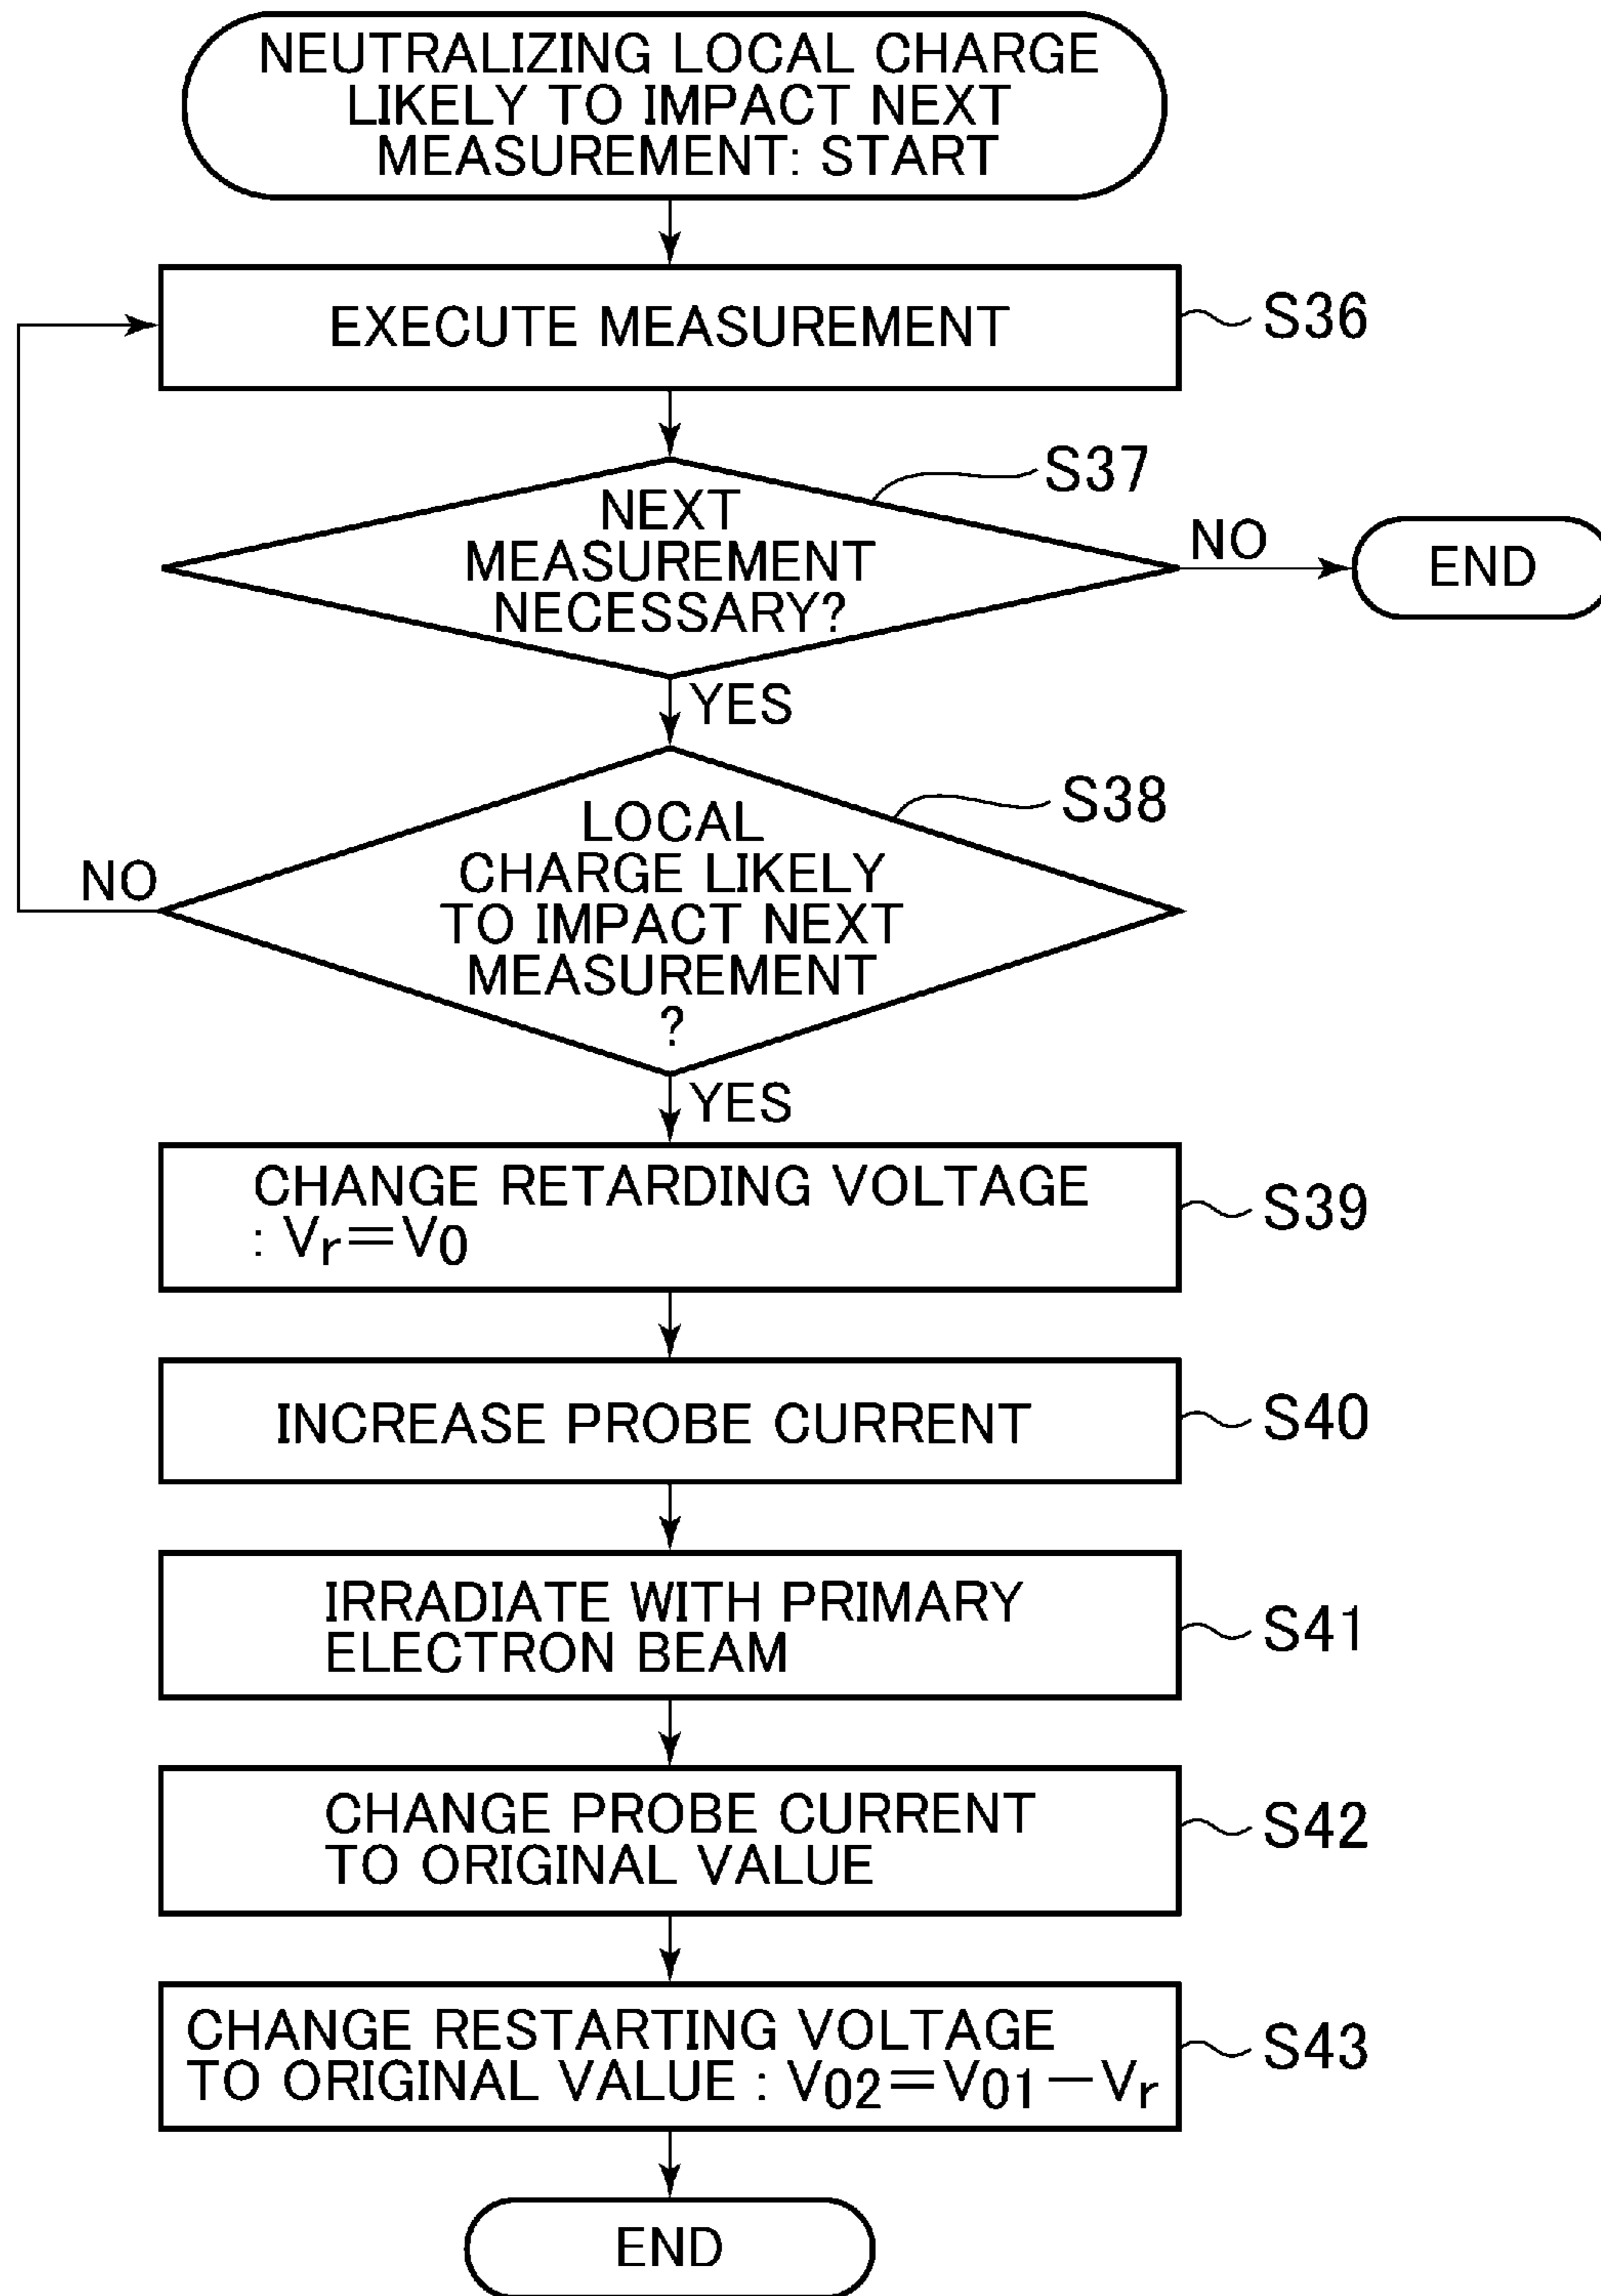 NEUTRALIZING LOCAL CHARGE
LIKELY TO IMPACT NEXT
MEASUREMENT: START
EXECUTE MEASUREMENT
S36
S37
NEXT
MEASUREMENT
NECESSARY?
NO
END
YES
S38
LOCAL
CHARGE LIKELY
TO IMPACT NEXT
MEASUREMENT
?
NO
YES
CHANGE RETARDING VOLTAGE
: Vr=V0
S39
INCREASE PROBE CURRENT
S40
IRRADIATE WITH PRIMARY
ELECTRON BEAM
S41
CHANGE PROBE CURRENT
TO ORIGINAL VALUE
S42
CHANGE RESTARTING VOLTAGE
TO ORIGINAL VALUE : V02=V01−Vr
S43
END